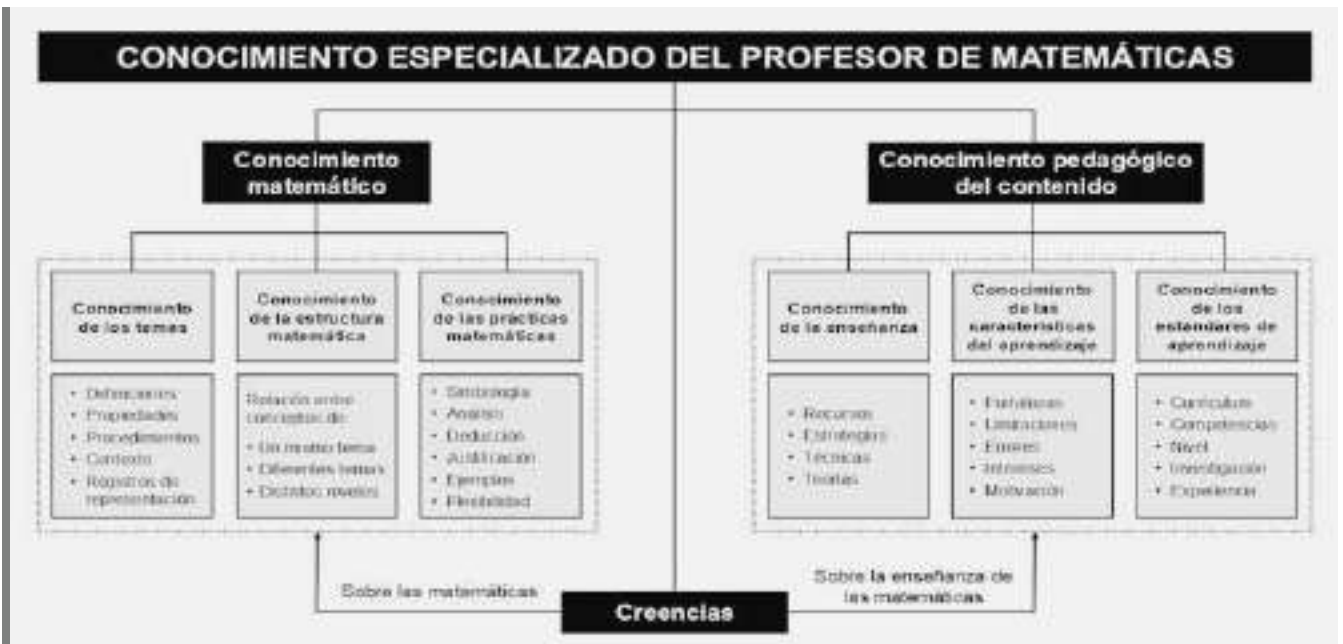 CONOCIMIENTO ESPECIALIZADO DEL PROFESOR DE MATEMÁTICAS
Conocimiento
matemático
Conocimiento pedagógico
del contenido
Conocimiento
de los temas
Conocimiento
de la estructura
matemática
Conocimiento
de las prácticas
matemáticas
Conocimiento
de la enseñanza
Conocimiento
de las
características
del aprendizaje
Conocimiento
de los
estándares de
aprendizaje
• Definiciones
• Propiedades
• Procedimientos
• Contexto
• Registros de
representación
Relación entre
conceptos de
• Un mismo tema
• Diferentes temas
• Distintos niveles
• Simbología
• Análisis
• Deducción
• Justificación
• Ejemplos
• Flexibilidad
• Recursos
• Estrategias
• Técnicas
• Teorías
• Fortalezas
• Limitaciones
• Errores
• Intereses
• Motivación
• Currículum
• Competencias
• Nivel
• Investigación
• Experiencia
Sobre las matemáticas
Sobre la enseñanza de
las matemáticas
Creencias